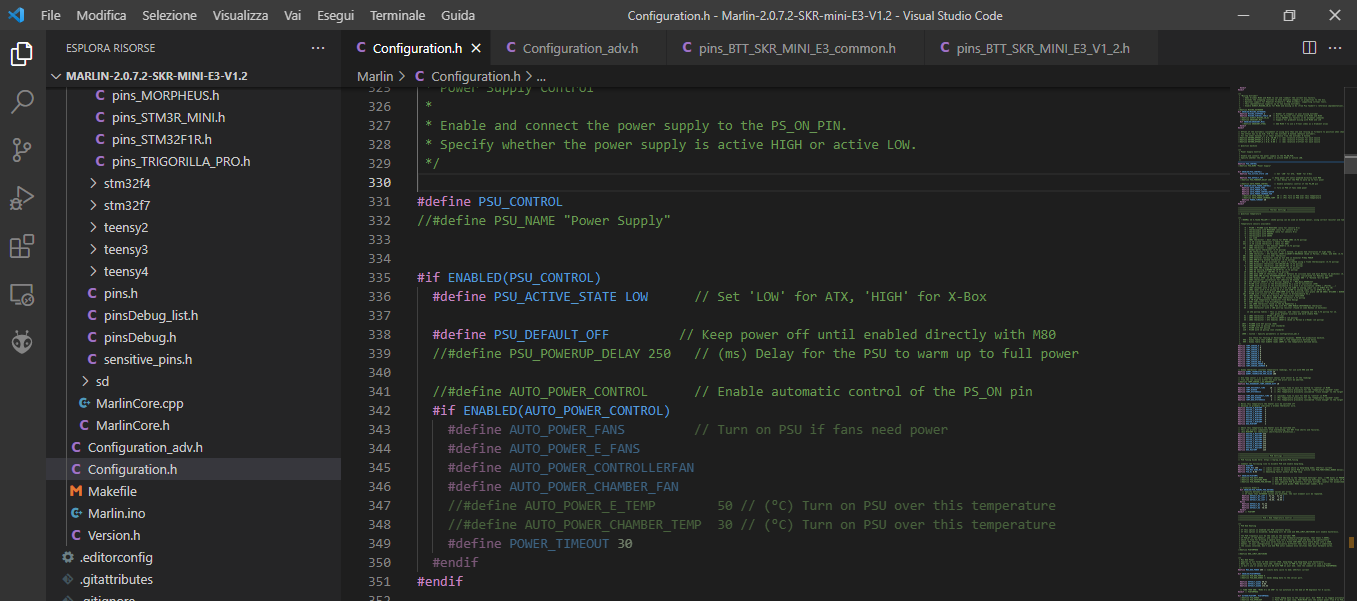 File Modifica Selezione Visualizza Vai Esegui Terminale Guida
Configuration.h - Marlin-2.0.7.2-SKR-mini-E3-V1.2 - Visual Studio Code
ESPLORA RISORSE
MARLIN-2.0.7.2-SKR-MINI-E3-V1.2
C pins_MORPHEUS.h
C pins_STM3R_MINI.h
C pins_STM32F1R.h
C pins_TRIGORILLA_PRO.h
stm32f4
stm32f7
teensy2
teensy3
teensy4
C pins.h
C pinsDebug_list.h
C pinsDebug.h
C sensitive_pins.h
sd
MarlinCore.cpp
C MarlinCore.h
C Configuration_adv.h
C Configuration.h
M Makefile
Marlin.ino
C Version.h
.editorconfig
.gitattributes
.gitignore
C Configuration.h
C Configuration_adv.h
C pins_BTT_SKR_MINI_E3_common.h
C pins_BTT_SKR_MINI_E3_V1_2.h
Marlin > C Configuration.h > ...
325 * Power Supply Control
326 *
327 * Enable and connect the power supply to the PS_ON_PIN.
328 * Specify whether the power supply is active HIGH or active LOW.
329 */
330
331 #define PSU_CONTROL
332 //#define PSU_NAME "Power Supply"
333
334
335 #if ENABLED(PSU_CONTROL)
336 #define PSU_ACTIVE_STATE LOW // Set 'LOW' for ATX, 'HIGH' for X-Box
337
338 #define PSU_DEFAULT_OFF // Keep power off until enabled directly with M80
339 //#define PSU_POWERUP_DELAY 250 // (ms) Delay for the PSU to warm up to full power
340
341 //#define AUTO_POWER_CONTROL // Enable automatic control of the PS_ON pin
342 #if ENABLED(AUTO_POWER_CONTROL)
343 #define AUTO_POWER_FANS // Turn on PSU if fans need power
344 #define AUTO_POWER_E_FANS
345 #define AUTO_POWER_CONTROLLERFAN
346 #define AUTO_POWER_CHAMBER_FAN
347 //#define AUTO_POWER_E_TEMP 50 // (°C) Turn on PSU over this temperature
348 //#define AUTO_POWER_CHAMBER_TEMP 30 // (°C) Turn on PSU over this temperature
349 #define POWER_TIMEOUT 30
350 #endif
351 #endif
352